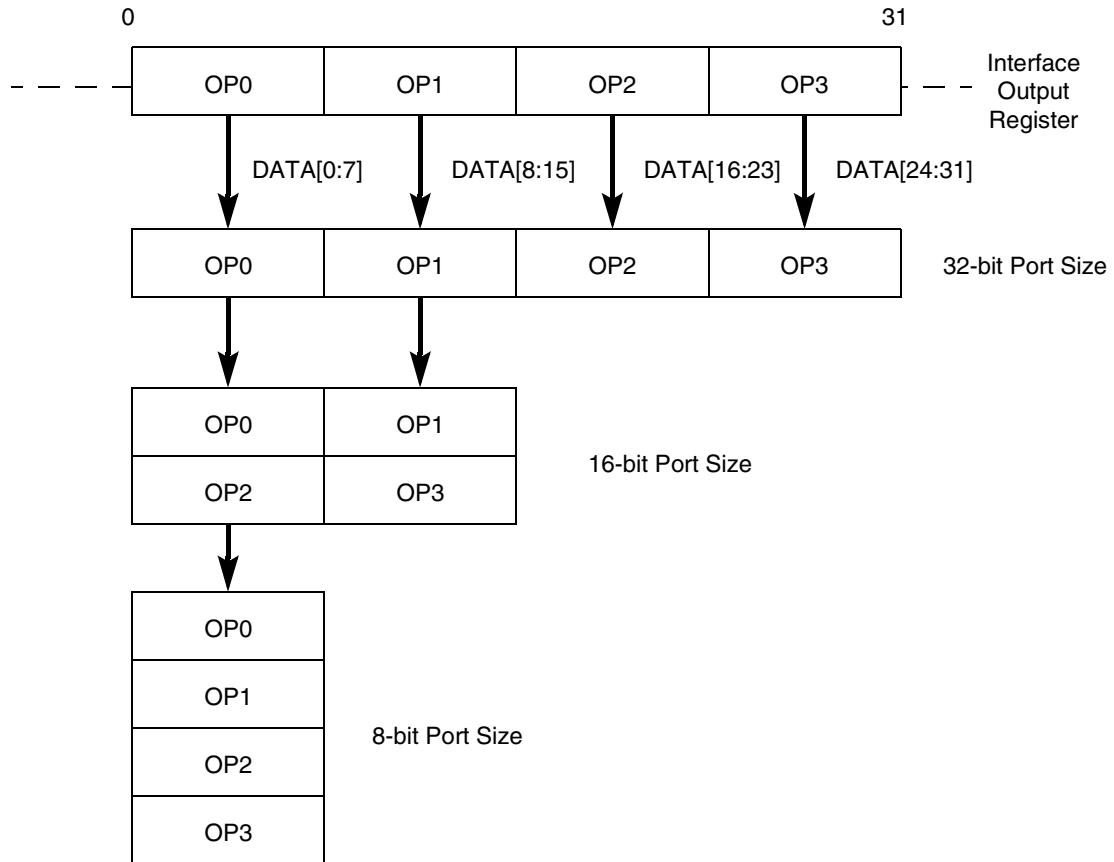 0 31
OP0 OP1 OP2 OP3
Interface
Output
Register
DATA[0:7] DATA[8:15] DATA[16:23] DATA[24:31]
OP0 OP1 OP2 OP3 32-bit Port Size
OP0 OP1
16-bit Port Size
OP2 OP3
OP0
OP1
8-bit Port Size
OP2
OP3